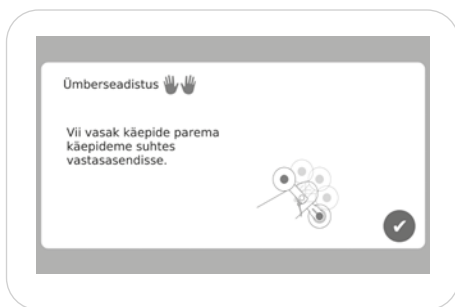 Ümberseadistus
Vii vasak käepide parema
käepideme suhtes
vastasasendisse.